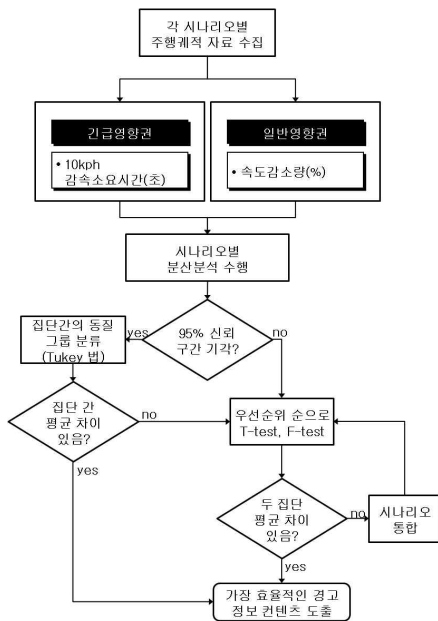 각 시나리오별
주행궤적 자료 수집
긴급영향권
• 10kph
감속소요시간(초)
일반영향권
• 속도감소량(%)
시나리오별
분산분석 수행
95% 신뢰
구간 기각?
yes
no
집단간의 동질
그룹 분류
(Tukey 법)
집단 간
평균 차이
있음?
no
yes
우선순위 순으로
T-test, F-test
두 집단
평균 차이
있음?
no
yes
시나리오
통합
가장 효율적인 경고
정보 컨텐츠 도출